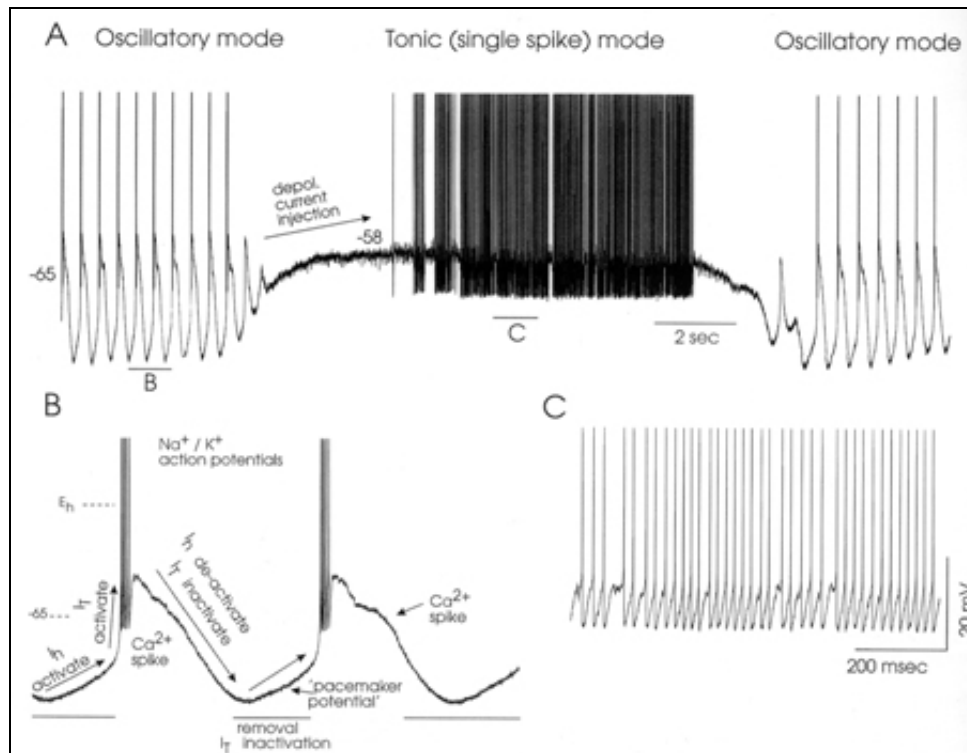 A
Oscillatory mode
Tonic (single spike) mode
Oscillatory mode
depol.
current
injection
-58
-65
B
C
2 sec
B
Na+ / K+
action potentials
Eh
-65
Ih
activate
IT
activate
Ca2+
spike
Ih de-activate
IT inactivate
Ca2+
spike
'pacemaker
potential'
removal
IT inactivation
C
20 mV
200 msec